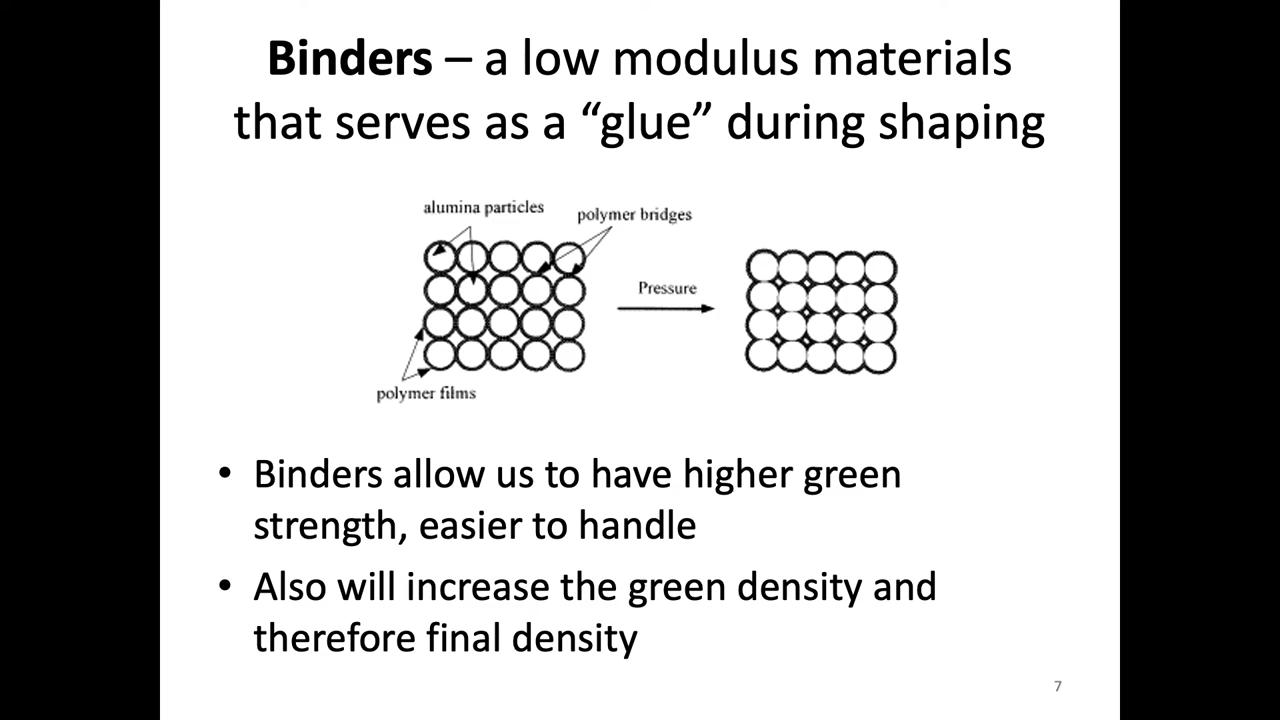 Binders – a low modulus materials
that serves as a “glue” during shaping
alumina particles
polymer bridges
Pressure
polymer films
• Binders allow us to have higher green
strength, easier to handle
• Also will increase the green density and
therefore final density
7